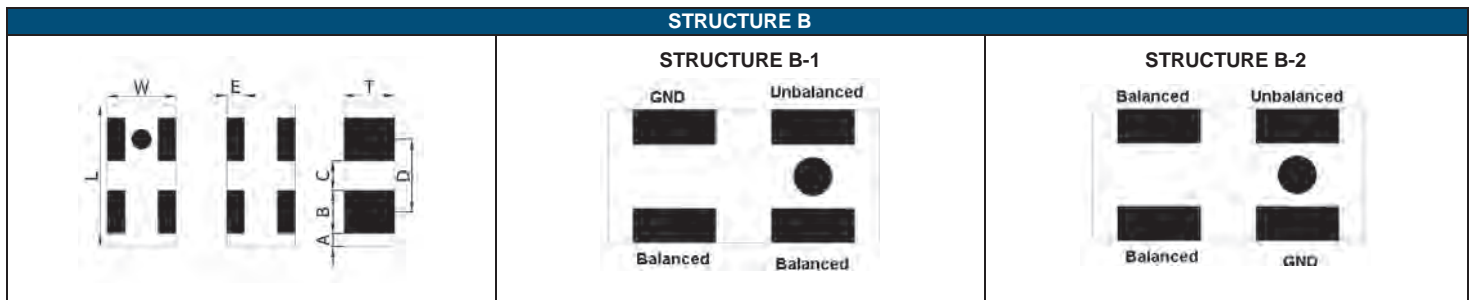 STRUCTURE B
W E T
L
C
D
B
A
STRUCTURE B-1
GND Unbalanced
Balanced Balanced
STRUCTURE B-2
Balanced Unbalanced
Balanced GND